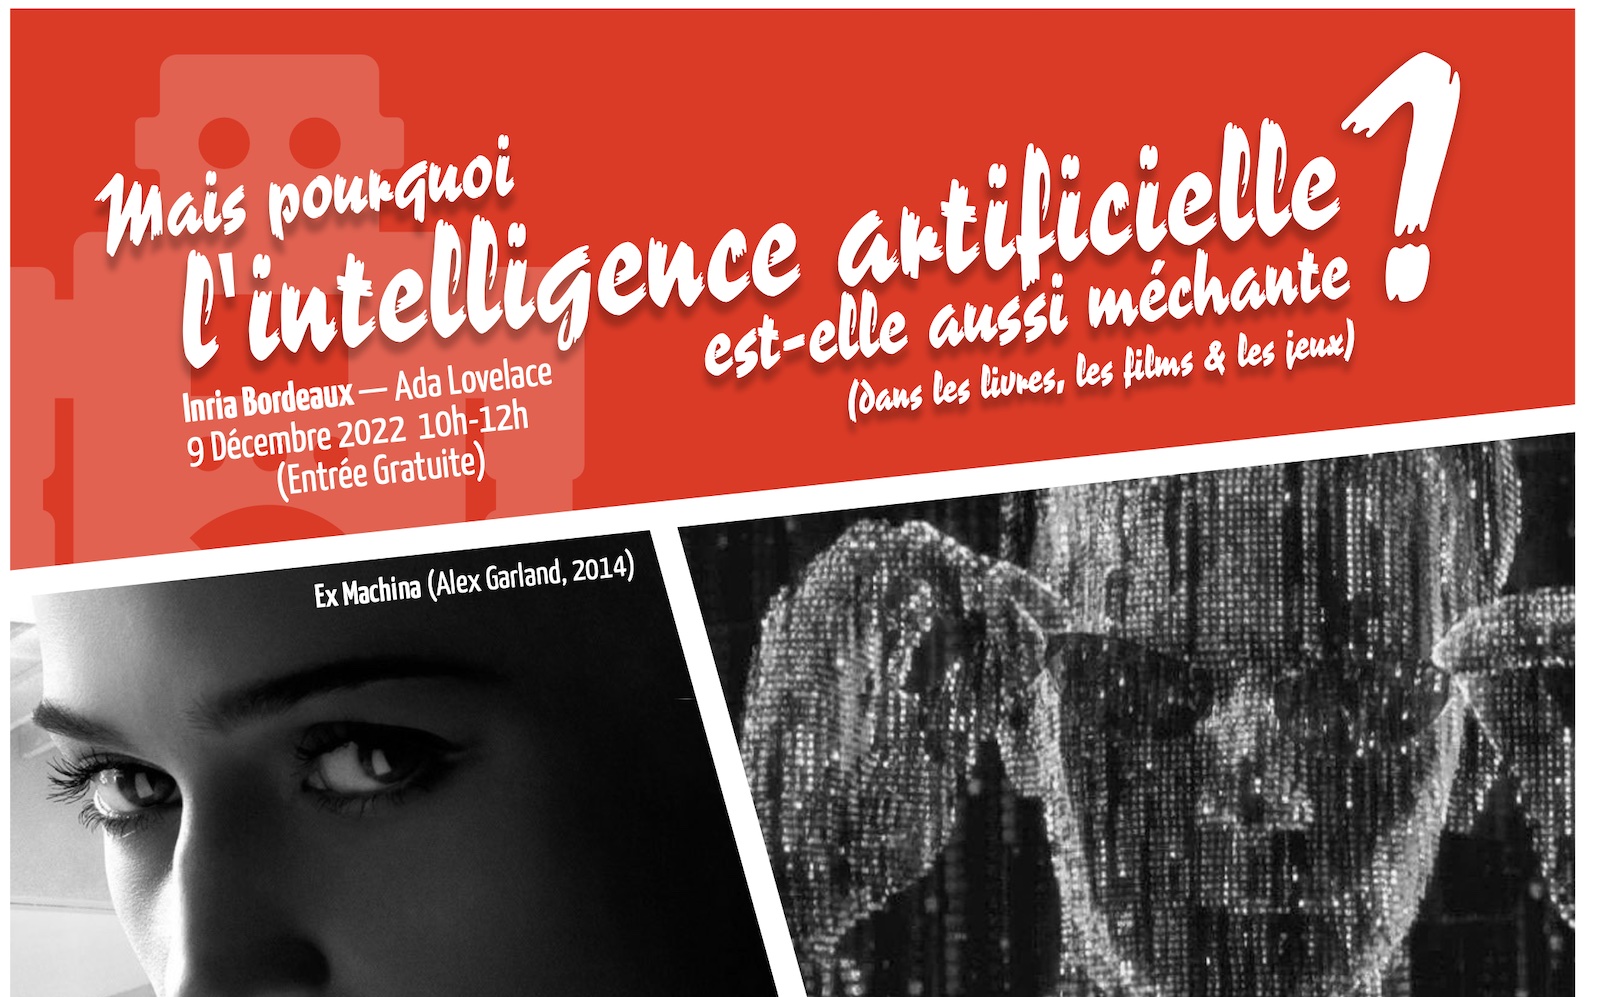 Mais pourquoi
l'intelligence artificielle ?
est-elle aussi méchante
(dans les livres, les films & les jeux)
Inria Bordeaux — Ada Lovelace
9 Décembre 2022 10h-12h
(Entrée Gratuite)
Ex Machina (Alex Garland, 2014)